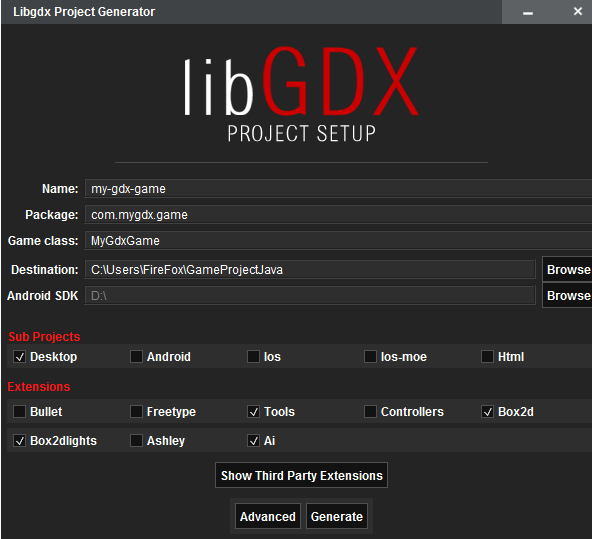 Libgdx Project Generator
libGDX
PROJECT SETUP
Name: my-gdx-game
Package: com.mygdx.game
Game class: MyGdxGame
Destination: C:\Users\FireFox\GameProjectJava Browse
Android SDK D:\ Browse
Sub Projects
Desktop Android Ios Ios-moe Html
Extensions
Bullet Freetype Tools Controllers Box2d
Box2dlights Ashley Ai
Show Third Party Extensions
Advanced Generate